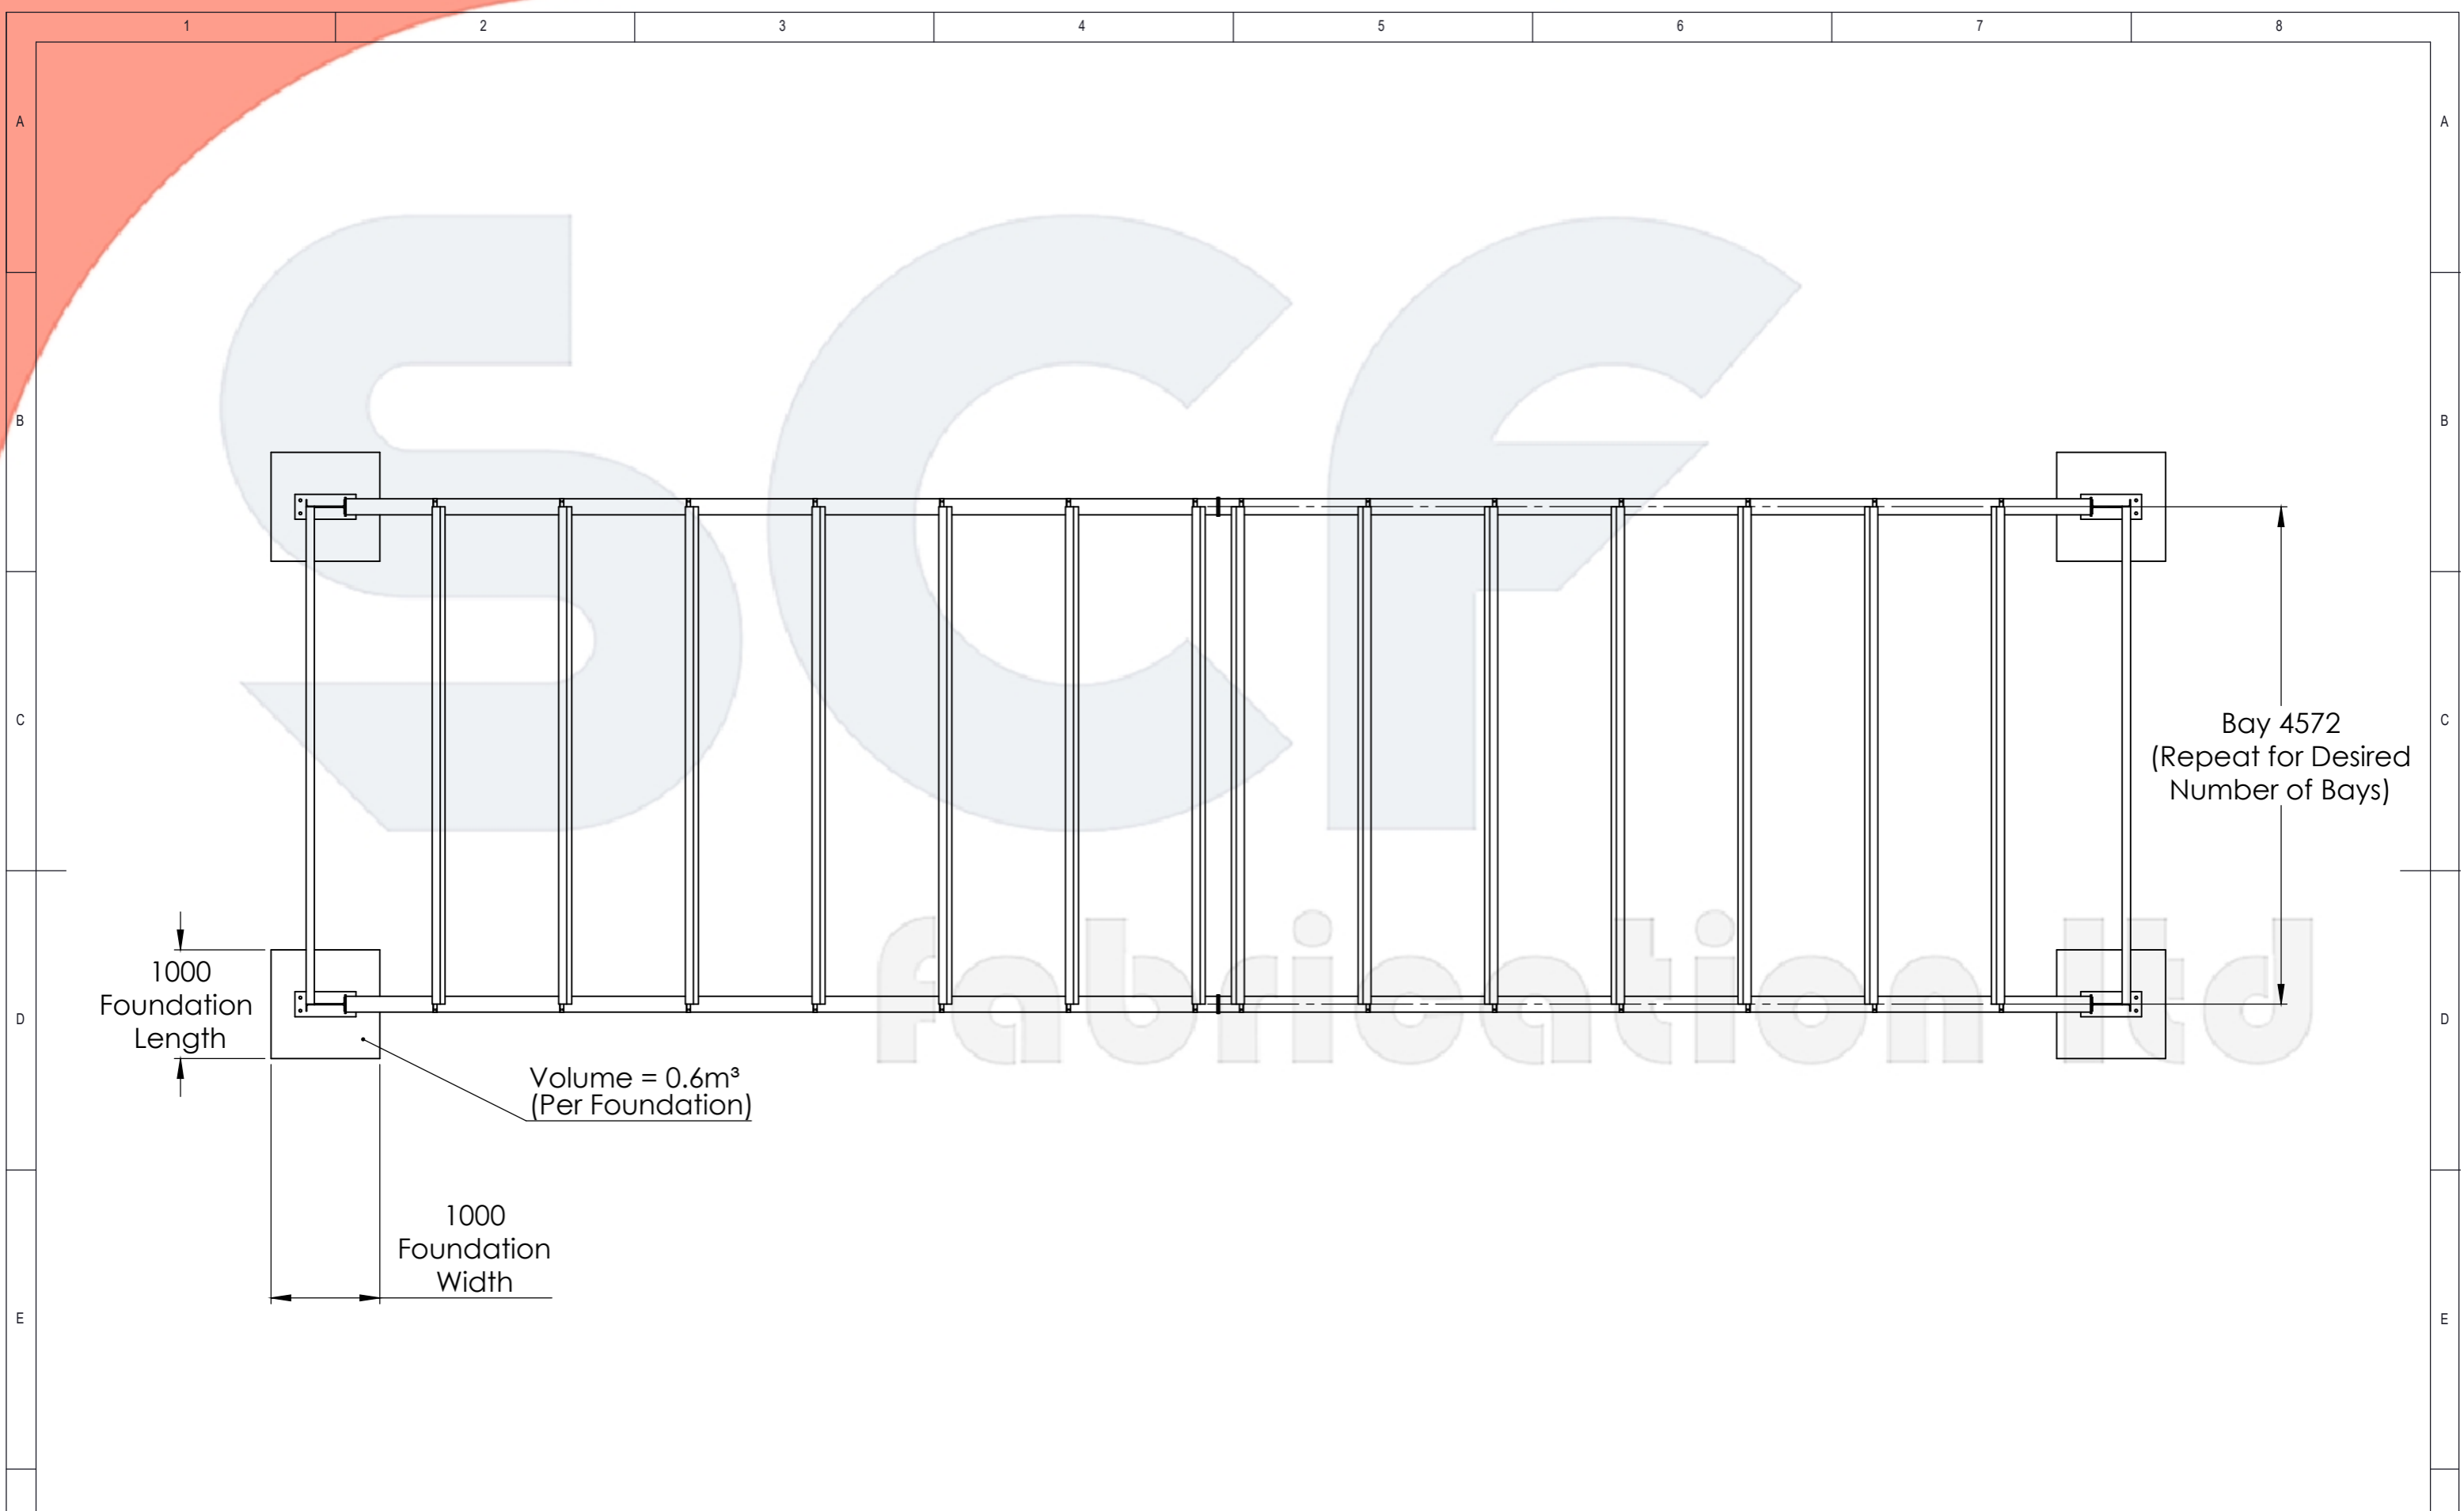 1 2 3 4 5 6 7 8
A A
B B
SCF
C C
Bay 4572
(Repeat for Desired
Number of Bays)
fabrication ltd
1000
Foundation
Length
D D
Volume = 0.6m³
(Per Foundation)
1000
Foundation
Width
E E